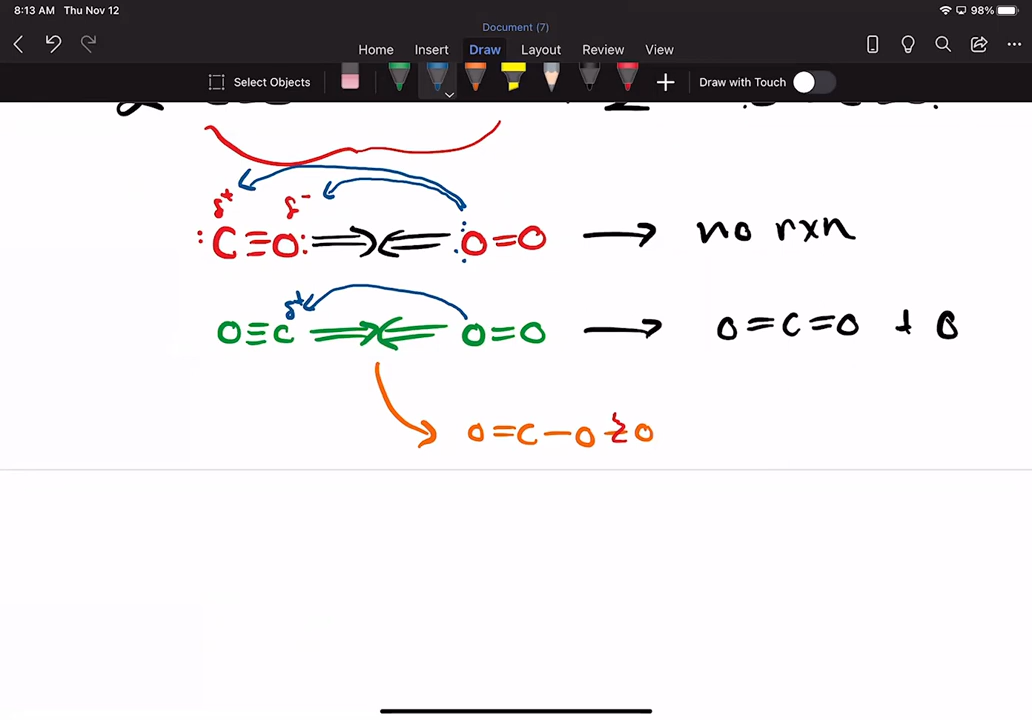 8:13 AM Thu Nov 12
98%
Document (7)
Home Insert Draw Layout Review View
Select Objects
Draw with Touch
δ+ δ-
:C≡O: ⇒ ⇐ :O=O → no rxn
δ+
O≡C ⇒ ⇐ O=O → O=C=O + O
O=C-O-O